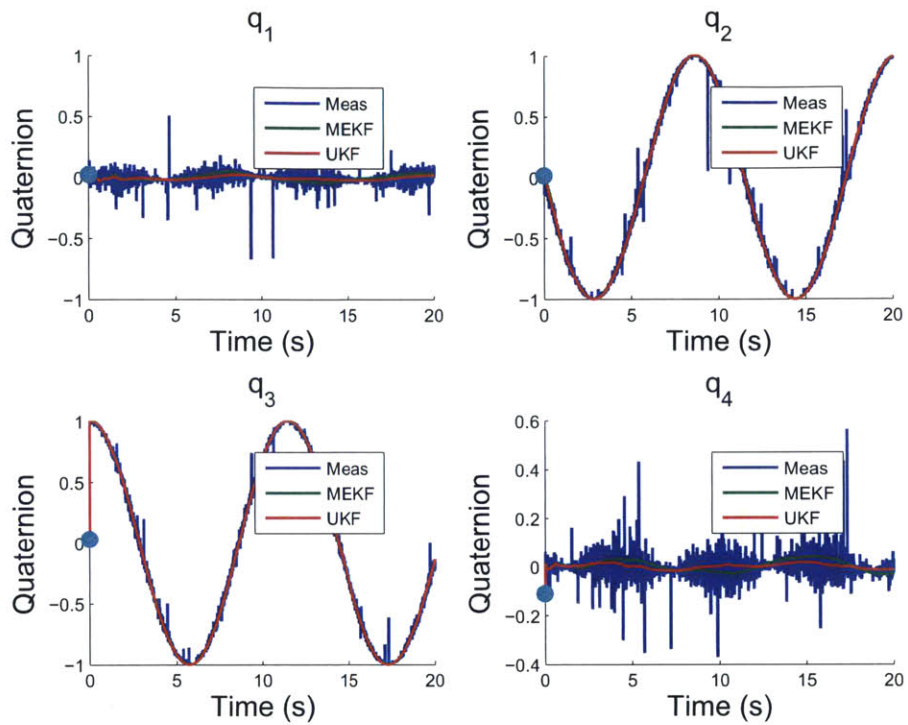 q1
1
0.5
0
−0.5
−1
Quaternion
0 5 10 15 20
Time (s)
Meas
MEKF
UKF
q2
1
0.5
0
−0.5
−1
Quaternion
0 5 10 15 20
Time (s)
Meas
MEKF
UKF
q3
1
0.5
0
−0.5
−1
Quaternion
0 5 10 15 20
Time (s)
Meas
MEKF
UKF
q4
0.6
0.4
0.2
0
−0.2
−0.4
Quaternion
0 5 10 15 20
Time (s)
Meas
MEKF
UKF